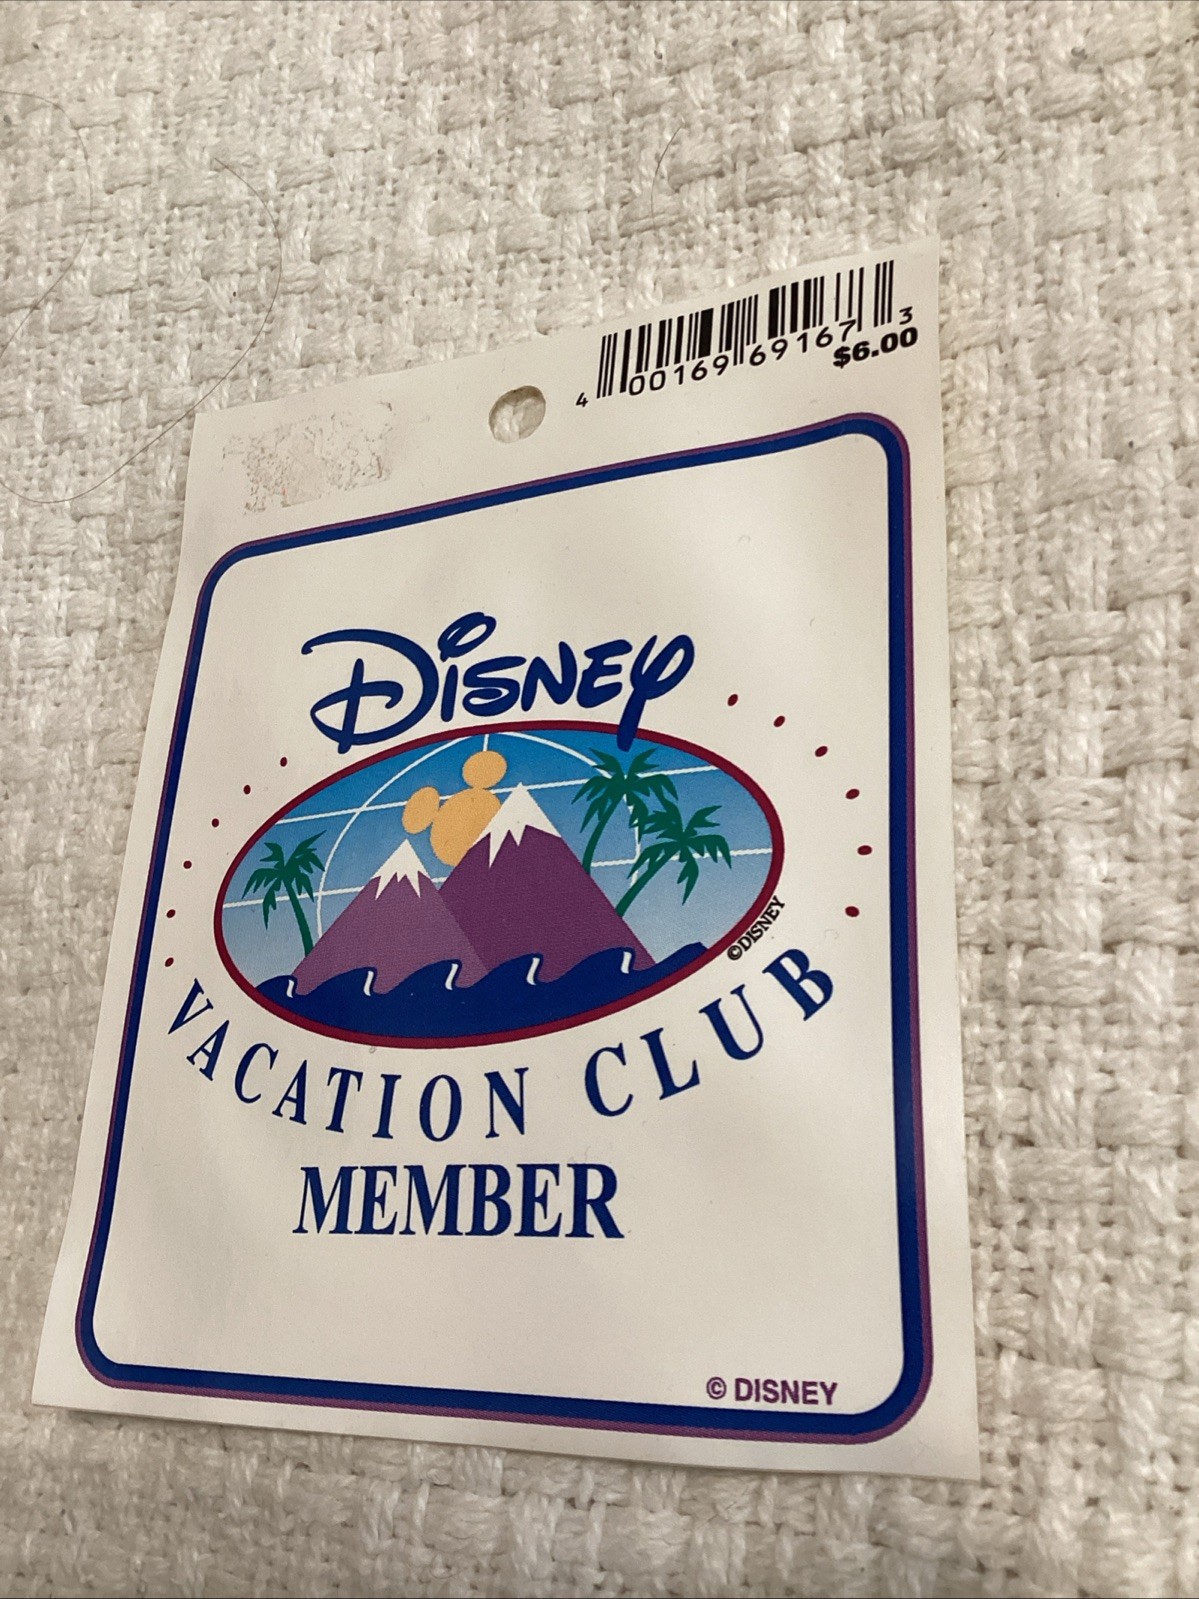 4 00169 69167 3
$6.00
Disney
©DISNEY
VACATION CLUB
MEMBER
© DISNEY